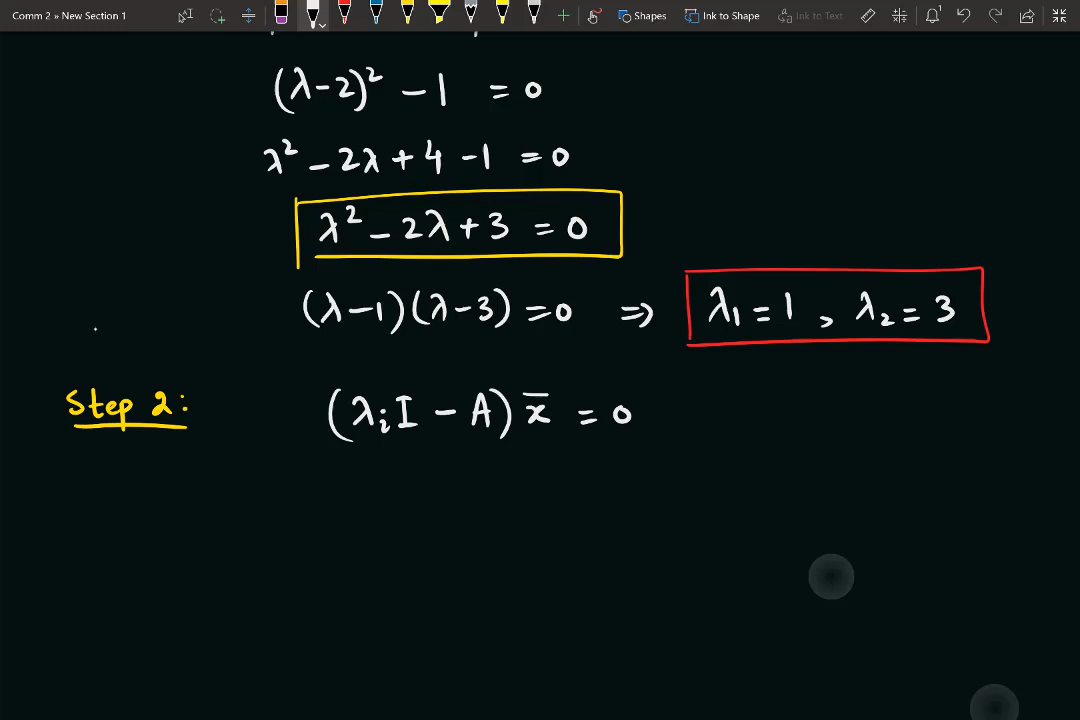 Comm 2 » New Section 1
Shapes
Ink to Shape
Ink to Text
(λ-2)² - 1 = 0
λ² - 2λ + 4 - 1 = 0
λ² - 2λ + 3 = 0
(λ-1)(λ-3) = 0 ⇒ λ₁ = 1 , λ₂ = 3
Step 2: (λᵢI - A) x̄ = 0